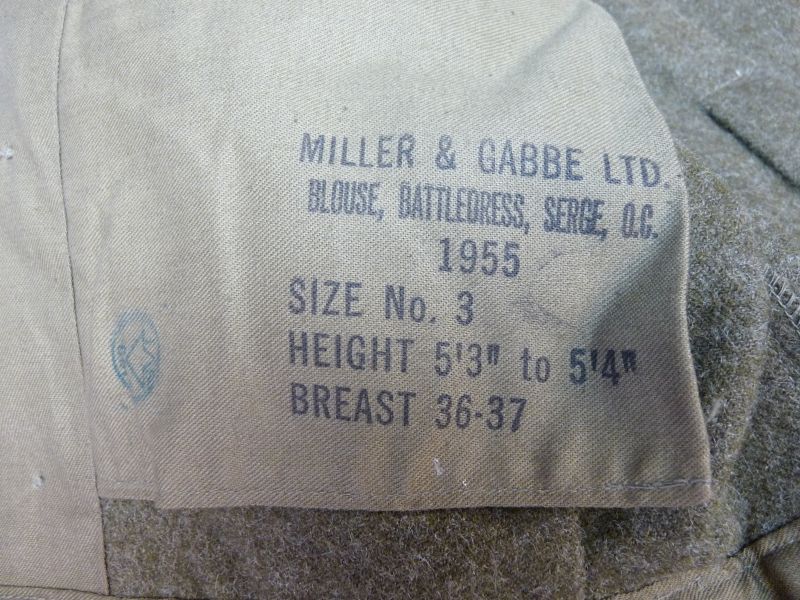 MILLER & GABBE LTD.
BLOUSE, BATTLEDRESS, SERGE, O.C.
1955
SIZE No. 3
HEIGHT 5'3" to 5'4"
BREAST 36-37